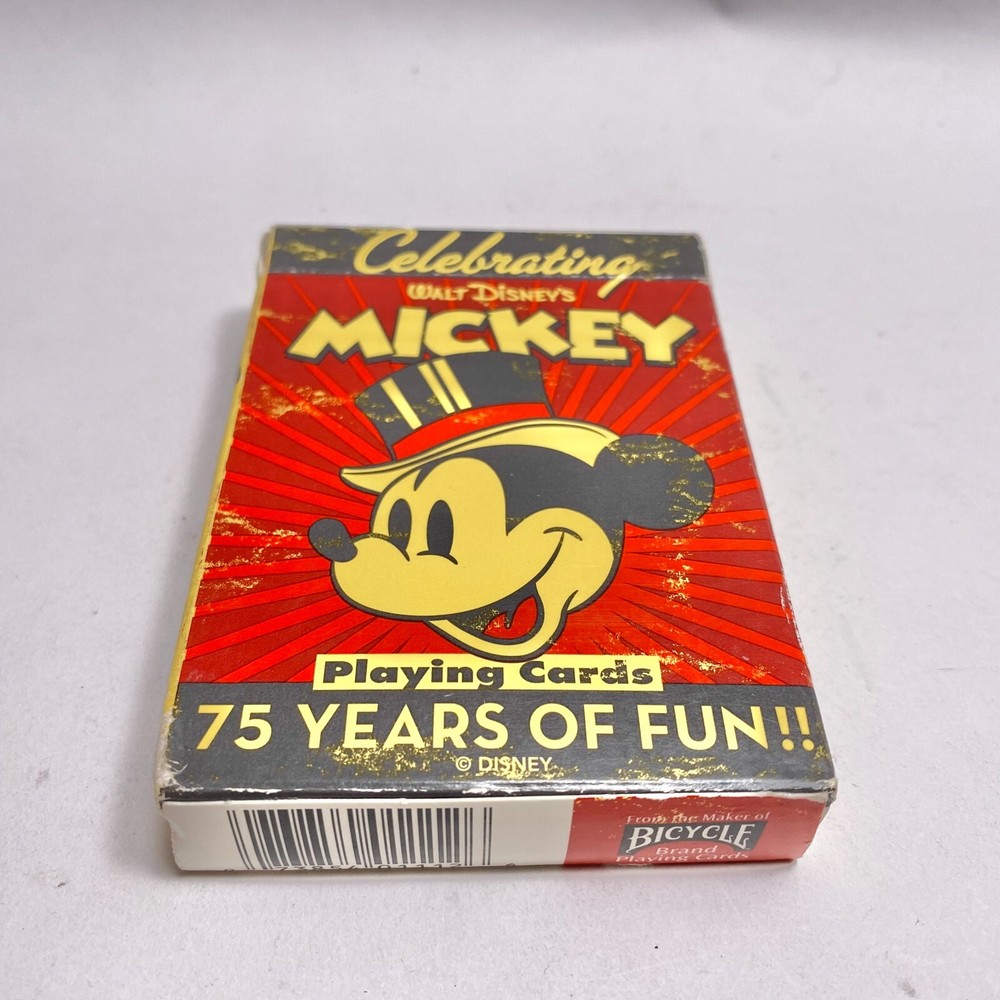 Celebrating
WALT DISNEY'S
MICKEY
Playing Cards
75 YEARS OF FUN!!
© DISNEY
From the Maker of
BICYCLE
Brand
Playing Cards